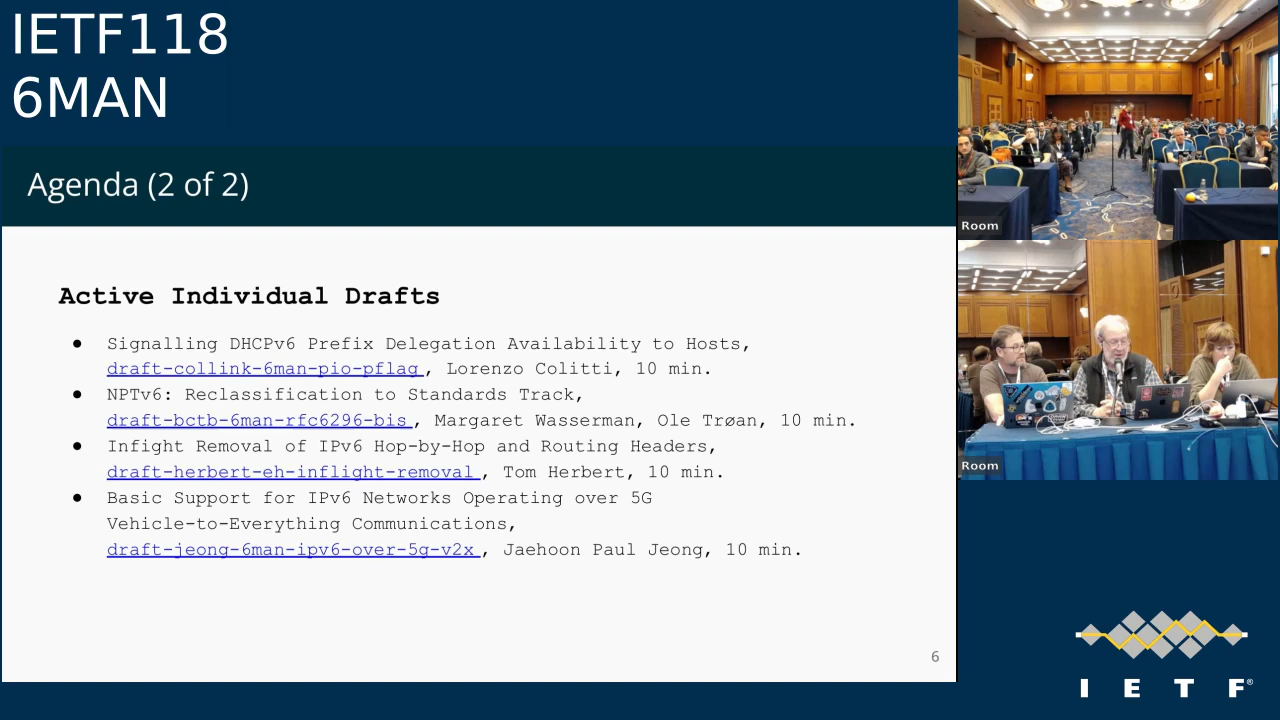 IETF118
6MAN
Agenda (2 of 2)
Active Individual Drafts
● Signalling DHCPv6 Prefix Delegation Availability to Hosts,
draft-collink-6man-pio-pflag , Lorenzo Colitti, 10 min.
● NPTv6: Reclassification to Standards Track,
draft-bctb-6man-rfc6296-bis , Margaret Wasserman, Ole Trøan, 10 min.
● Infight Removal of IPv6 Hop-by-Hop and Routing Headers,
draft-herbert-eh-inflight-removal , Tom Herbert, 10 min.
● Basic Support for IPv6 Networks Operating over 5G
Vehicle-to-Everything Communications,
draft-jeong-6man-ipv6-over-5g-v2x , Jaehoon Paul Jeong, 10 min.
6
Room
Room
I E T F®